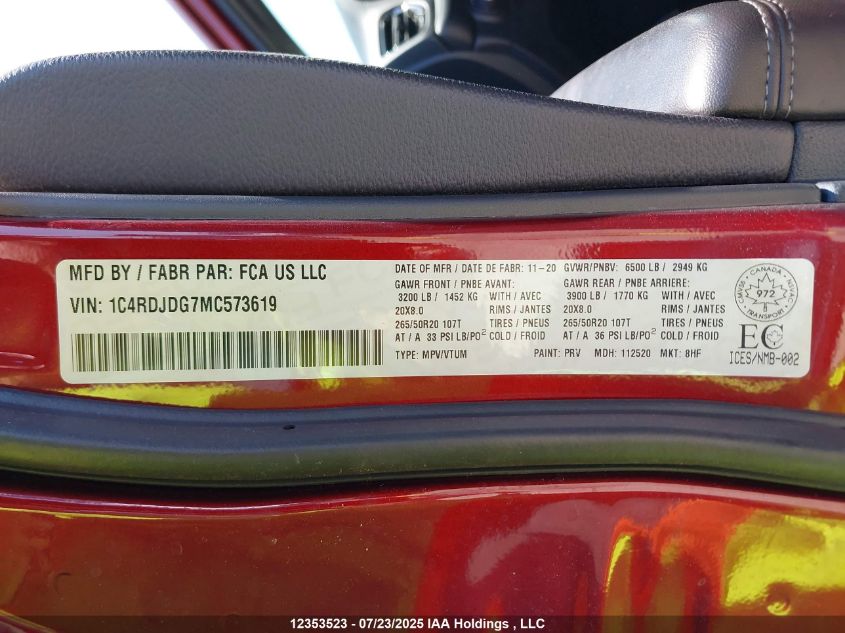 MFD BY / FABR PAR: FCA US LLC
VIN: 1C4RDJDG7MC573619
DATE OF MFR / DATE DE FABR: 11-20 GVWR/PNBV: 6500 LB / 2949 KG
GAWR FRONT / PNBE AVANT: GAWR REAR / PNBE ARRIERE:
3200 LB / 1452 KG WITH / AVEC 3900 LB / 1770 KG WITH / AVEC
20X8.0 RIMS / JANTES 20X8.0 RIMS / JANTES
265/50R20 107T TIRES / PNEUS 265/50R20 107T TIRES / PNEUS
AT / A 33 PSI LB/PO² COLD / FROID AT / A 36 PSI LB/PO² COLD / FROID
TYPE: MPV/VTUM PAINT: PRV MDH: 112520 MKT: 8HF
CANADA
CMVSS 972 NSVAC
TRANSPORT
EC
ICES/NMB-002
12353523 - 07/23/2025 IAA Holdings , LLC